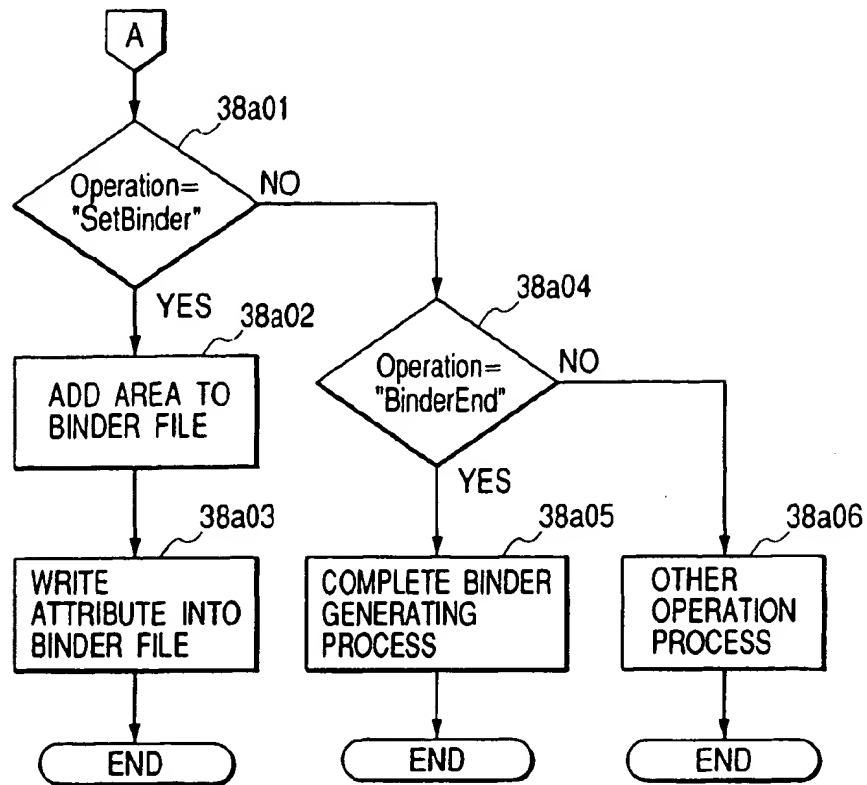 A
38a01
Operation=
"SetBinder"
NO
YES
38a02
ADD AREA TO
BINDER FILE
38a03
WRITE
ATTRIBUTE INTO
BINDER FILE
END
38a04
Operation=
"BinderEnd"
NO
YES
38a05
COMPLETE BINDER
GENERATING
PROCESS
END
38a06
OTHER
OPERATION
PROCESS
END